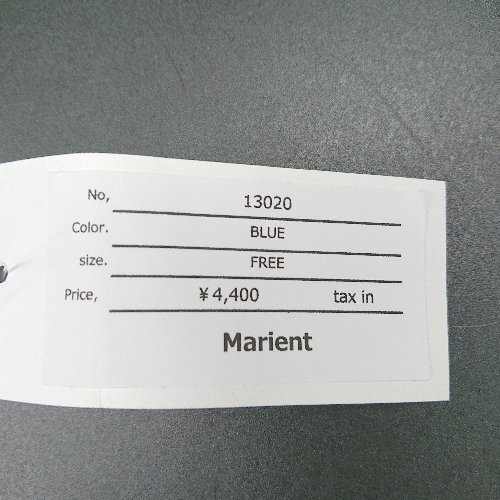 No, 13020
Color. BLUE
size. FREE
Price, ¥4,400 tax in
Marient